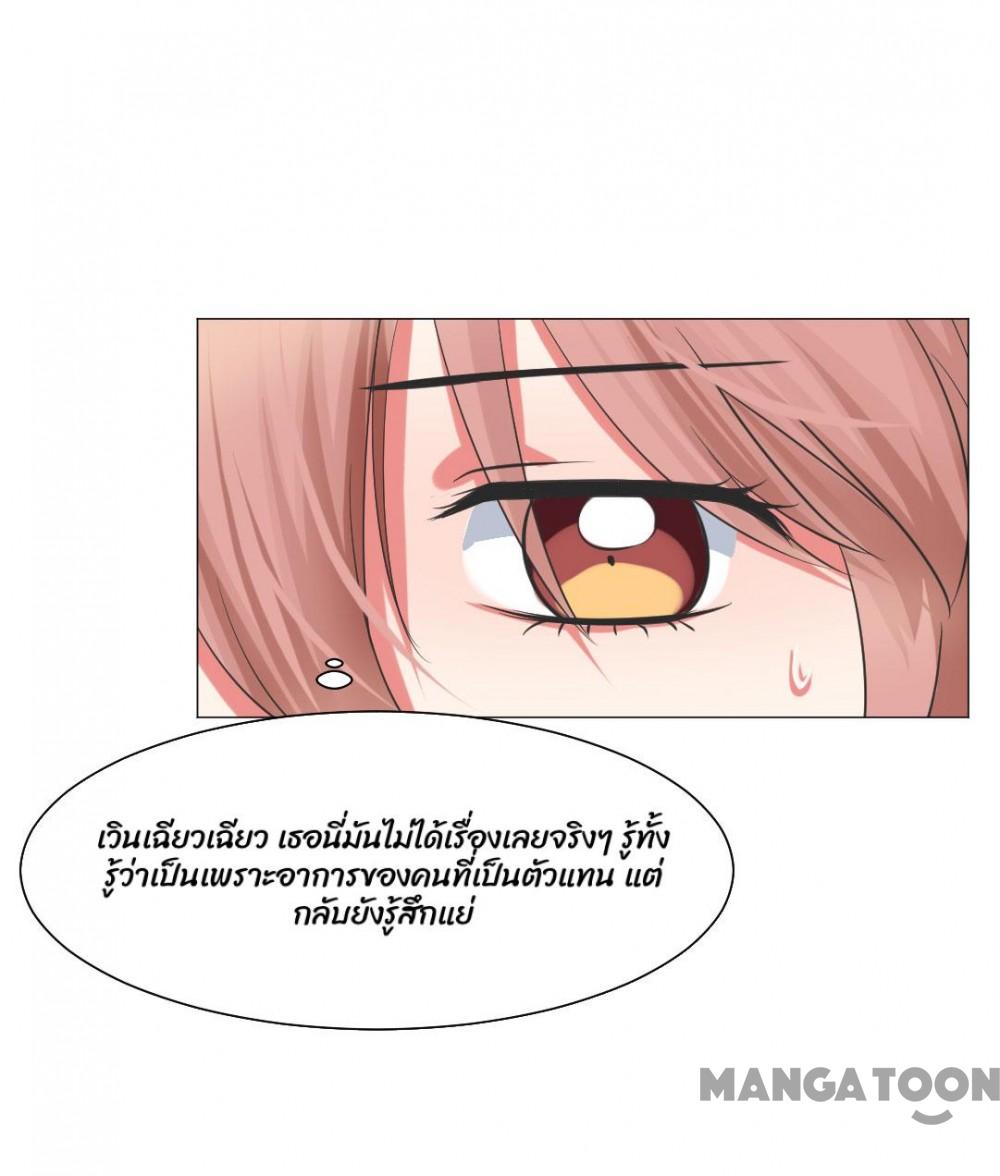 เวินเฉียวเฉียว เธอนี่มันไม่ได้เรื่องเลยจริงๆ รู้ทั้ง
รู้ว่าเป็นเพราะอาการของคนที่เป็นตัวแทน แต่
กลับยังรู้สึกแย่
MANGATOON